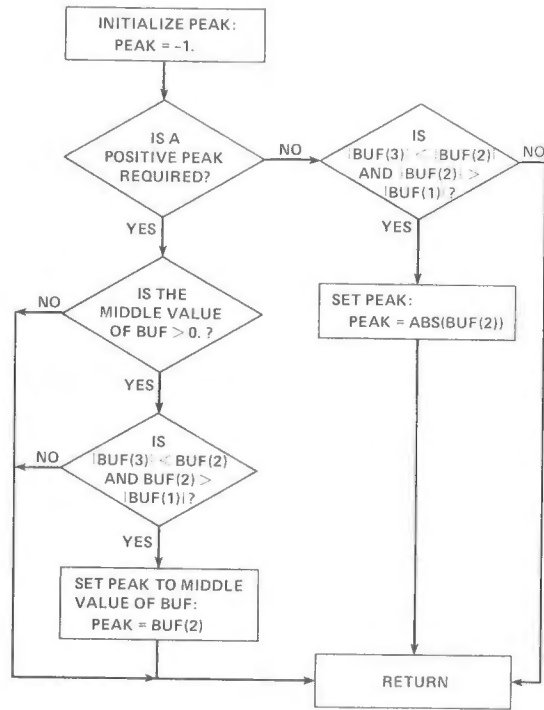 INITIALIZE PEAK:
PEAK = -1.
IS A
POSITIVE PEAK
REQUIRED?
NO
IS
|BUF(3)| < |BUF(2)|
AND |BUF(2)| >
|BUF(1)| ?
NO
YES
YES
IS THE
MIDDLE VALUE
OF BUF > 0. ?
NO
SET PEAK:
PEAK = ABS(BUF(2))
YES
IS
|BUF(3)| < BUF(2)
AND BUF(2) >
|BUF(1)| ?
NO
YES
SET PEAK TO MIDDLE
VALUE OF BUF:
PEAK = BUF(2)
RETURN